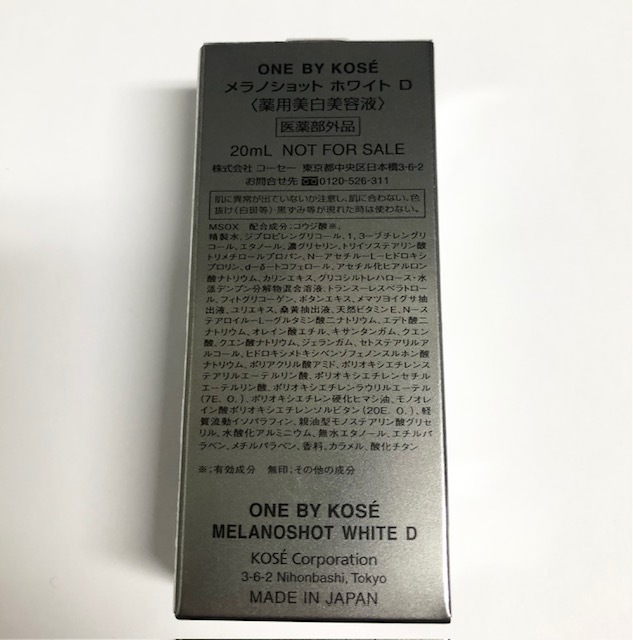 ONE BY KOSÉ
メラノショット ホワイト D
〈薬用美白美容液〉
医薬部外品
20mL NOT FOR SALE
株式会社 コーセー 東京都中央区日本橋3-6-2
お問合せ先 0120-526-311
肌に異常が出ていないか注意し、肌に合わない、色
抜け(白斑等)・黒ずみ等が現れた時は使わない。
MSOX 配合成分:コウジ酸※、
精製水、ジプロピレングリコール、1,3-ブチレングリ
コール、エタノール、濃グリセリン、トリイソステアリン酸
トリメチロールプロパン、N-アセチル-L-ヒドロキシ
プロリン、d-δ-トコフェロール、アセチル化ヒアルロン
酸ナトリウム、カリンエキス、グリコシルトレハロース・水
添デンプン分解物混合溶液、トランス-レスベラトロー
ル、フィトグリコーゲン、ボタンエキス、メマツヨイグサ抽
出液、ユリエキス、桑黄抽出液、天然ビタミンE、N-ス
テアロイル-L-グルタミン酸二ナトリウム、エデト酸二
ナトリウム、オレイン酸エチル、キサンタンガム、クエン
酸、クエン酸ナトリウム、ジェランガム、セトステアリルア
ルコール、ヒドロキシメトキシベンゾフェノンスルホン酸
ナトリウム、ポリアクリル酸アミド、ポリオキシエチレンス
テアリルエーテルリン酸、ポリオキシエチレンセチル
エーテルリン酸、ポリオキシエチレンラウリルエーテル
(7E.O.)、ポリオキシエチレン硬化ヒマシ油、モノオレ
イン酸ポリオキシエチレンソルビタン(20E.O.)、軽
質流動イソパラフィン、親油型モノステアリン酸グリセ
リル、水酸化アルミニウム、無水エタノール、エチルパ
ラベン、メチルパラベン、香料、カラメル、酸化チタン
※:有効成分 無印:その他の成分
ONE BY KOSÉ
MELANOSHOT WHITE D
KOSÉ Corporation
3-6-2 Nihonbashi, Tokyo
MADE IN JAPAN